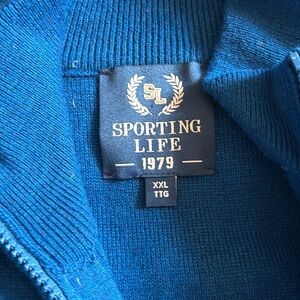 SL
SPORTING
LIFE
1979
XXL
TTG